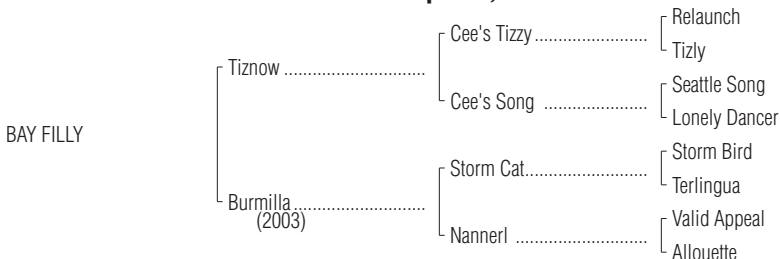 Relaunch
Cee's Tizzy
Tizly
Tiznow
Seattle Song
Cee's Song
Lonely Dancer
BAY FILLY
Storm Bird
Storm Cat
Terlingua
Burmilla
(2003)
Valid Appeal
Nannerl
Allouette